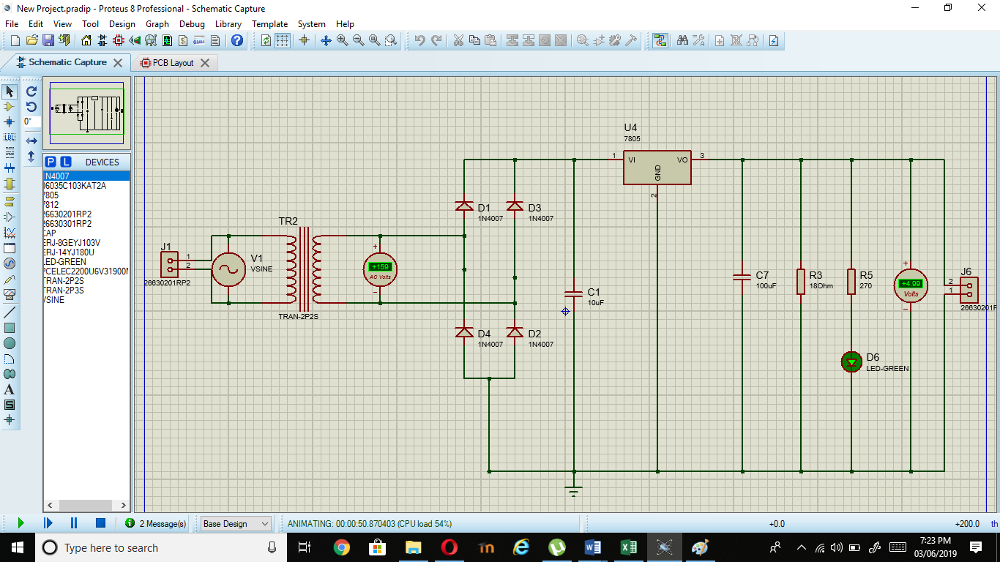 New Project.pradip - Proteus 8 Professional - Schematic Capture
File Edit View Tool Design Graph Debug Library Template System Help
Schematic Capture
PCB Layout
LBL
A
S
0°
P L DEVICES
N4007
06035C103KAT2A
7805
7812
26630201RP2
26630301RP2
CAP
ERJ-8GEYJ103V
ERJ-14YJ180U
LED-GREEN
PCELEC2200U6V31900
TRAN-2P2S
TRAN-2P3S
VSINE
J1
1
2
26630201RP2
V1
VSINE
TR2
TRAN-2P2S
+159
AC Volts
D1
1N4007
D3
1N4007
D4
1N4007
D2
1N4007
C1
10uF
U4
7805
1 VI VO 3
GND
2
C7
100uF
R3
18Ohm
R5
270
D6
LED-GREEN
+4.99
Volts
J6
2
1
26630201R
2 Message(s)
Base Design
ANIMATING: 00:00:50.870403 (CPU load 54%)
+0.0
+200.0 th
Type here to search
7:23 PM
03/06/2019